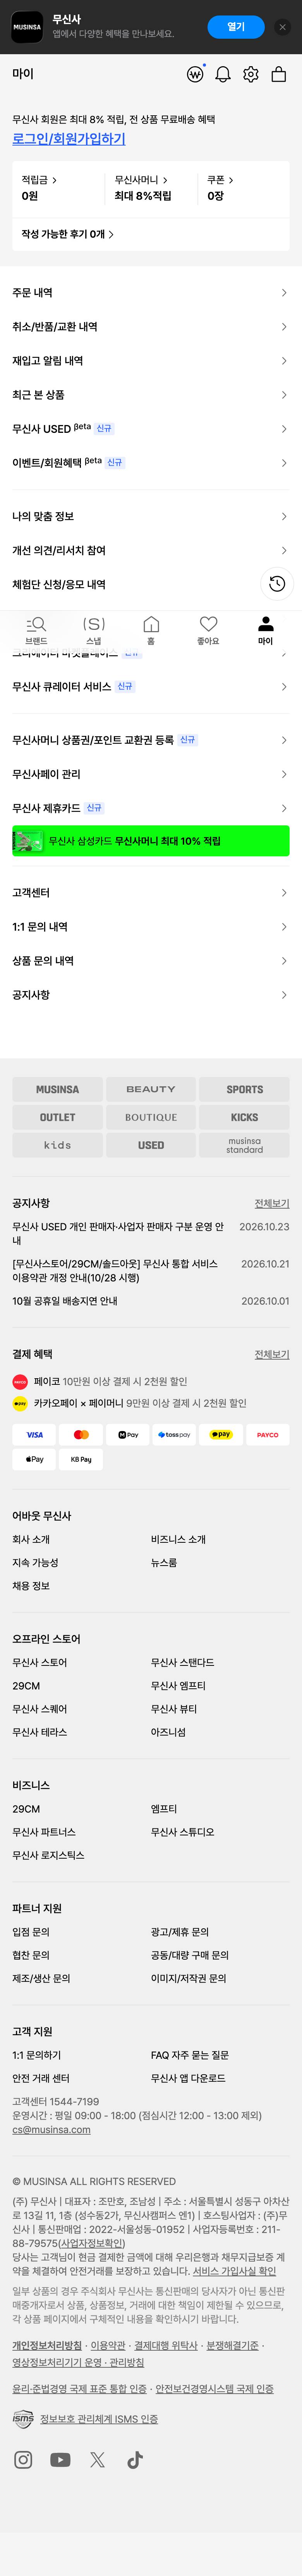 MUSINSA
무신사
앱에서 다양한 혜택을 만나보세요.
열기
마이
무신사 회원은 최대 8% 적립, 전 상품 무료배송 혜택
로그인/회원가입하기
적립금
0원
무신사머니
최대 8%적립
쿠폰
0장
작성 가능한 후기 0개
주문 내역
취소/반품/교환 내역
재입고 알림 내역
최근 본 상품
무신사 USED βeta 신규
이벤트/회원혜택 βeta 신규
나의 맞춤 정보
개선 의견/리서치 참여
체험단 신청/응모 내역
브랜드
스냅
홈
좋아요
마이
무신사 큐레이터 서비스 신규
무신사머니 상품권/포인트 교환권 등록 신규
무신사페이 관리
무신사 제휴카드 신규
무신사 삼성카드 무신사머니 최대 10% 적립
고객센터
1:1 문의 내역
상품 문의 내역
공지사항
MUSINSA
BEAUTY
SPORTS
OUTLET
BOUTIQUE
KICKS
kids
USED
musinsa
standard
공지사항
전체보기
무신사 USED 개인 판매자·사업자 판매자 구분 운영 안
내
2026.10.23
[무신사스토어/29CM/솔드아웃] 무신사 통합 서비스
이용약관 개정 안내(10/28 시행)
2026.10.21
10월 공휴일 배송지연 안내
2026.10.01
결제 혜택
전체보기
페이코 10만원 이상 결제 시 2천원 할인
카카오페이 × 페이머니 9만원 이상 결제 시 2천원 할인
VISA
Pay
toss pay
pay
PAYCO
Pay
KB Pay
어바웃 무신사
회사 소개
비즈니스 소개
지속 가능성
뉴스룸
채용 정보
오프라인 스토어
무신사 스토어
무신사 스탠다드
29CM
무신사 엠프티
무신사 스퀘어
무신사 뷰티
무신사 테라스
아즈니섬
비즈니스
29CM
엠프티
무신사 파트너스
무신사 스튜디오
무신사 로지스틱스
파트너 지원
입점 문의
광고/제휴 문의
협찬 문의
공동/대량 구매 문의
제조/생산 문의
이미지/저작권 문의
고객 지원
1:1 문의하기
FAQ 자주 묻는 질문
안전 거래 센터
무신사 앱 다운로드
고객센터 1544-7199
운영시간 : 평일 09:00 - 18:00 (점심시간 12:00 - 13:00 제외)
cs@musinsa.com
© MUSINSA ALL RIGHTS RESERVED
(주) 무신사 | 대표자 : 조만호, 조남성 | 주소 : 서울특별시 성동구 아차산
로 13길 11, 1층 (성수동2가, 무신사캠퍼스 엔1) | 호스팅사업자 : (주)무
신사 | 통신판매업 : 2022-서울성동-01952 | 사업자등록번호 : 211-
88-79575(사업자정보확인)
당사는 고객님이 현금 결제한 금액에 대해 우리은행과 채무지급보증 계
약을 체결하여 안전거래를 보장하고 있습니다. 서비스 가입사실 확인
일부 상품의 경우 주식회사 무신사는 통신판매의 당사자가 아닌 통신판
매중개자로서 상품, 상품정보, 거래에 대한 책임이 제한될 수 있으므로,
각 상품 페이지에서 구체적인 내용을 확인하시기 바랍니다.
개인정보처리방침 · 이용약관 · 결제대행 위탁사 · 분쟁해결기준 ·
영상정보처리기기 운영 · 관리방침
윤리·준법경영 국제 표준 통합 인증 · 안전보건경영시스템 국제 인증
isms 정보보호 관리체계 ISMS 인증